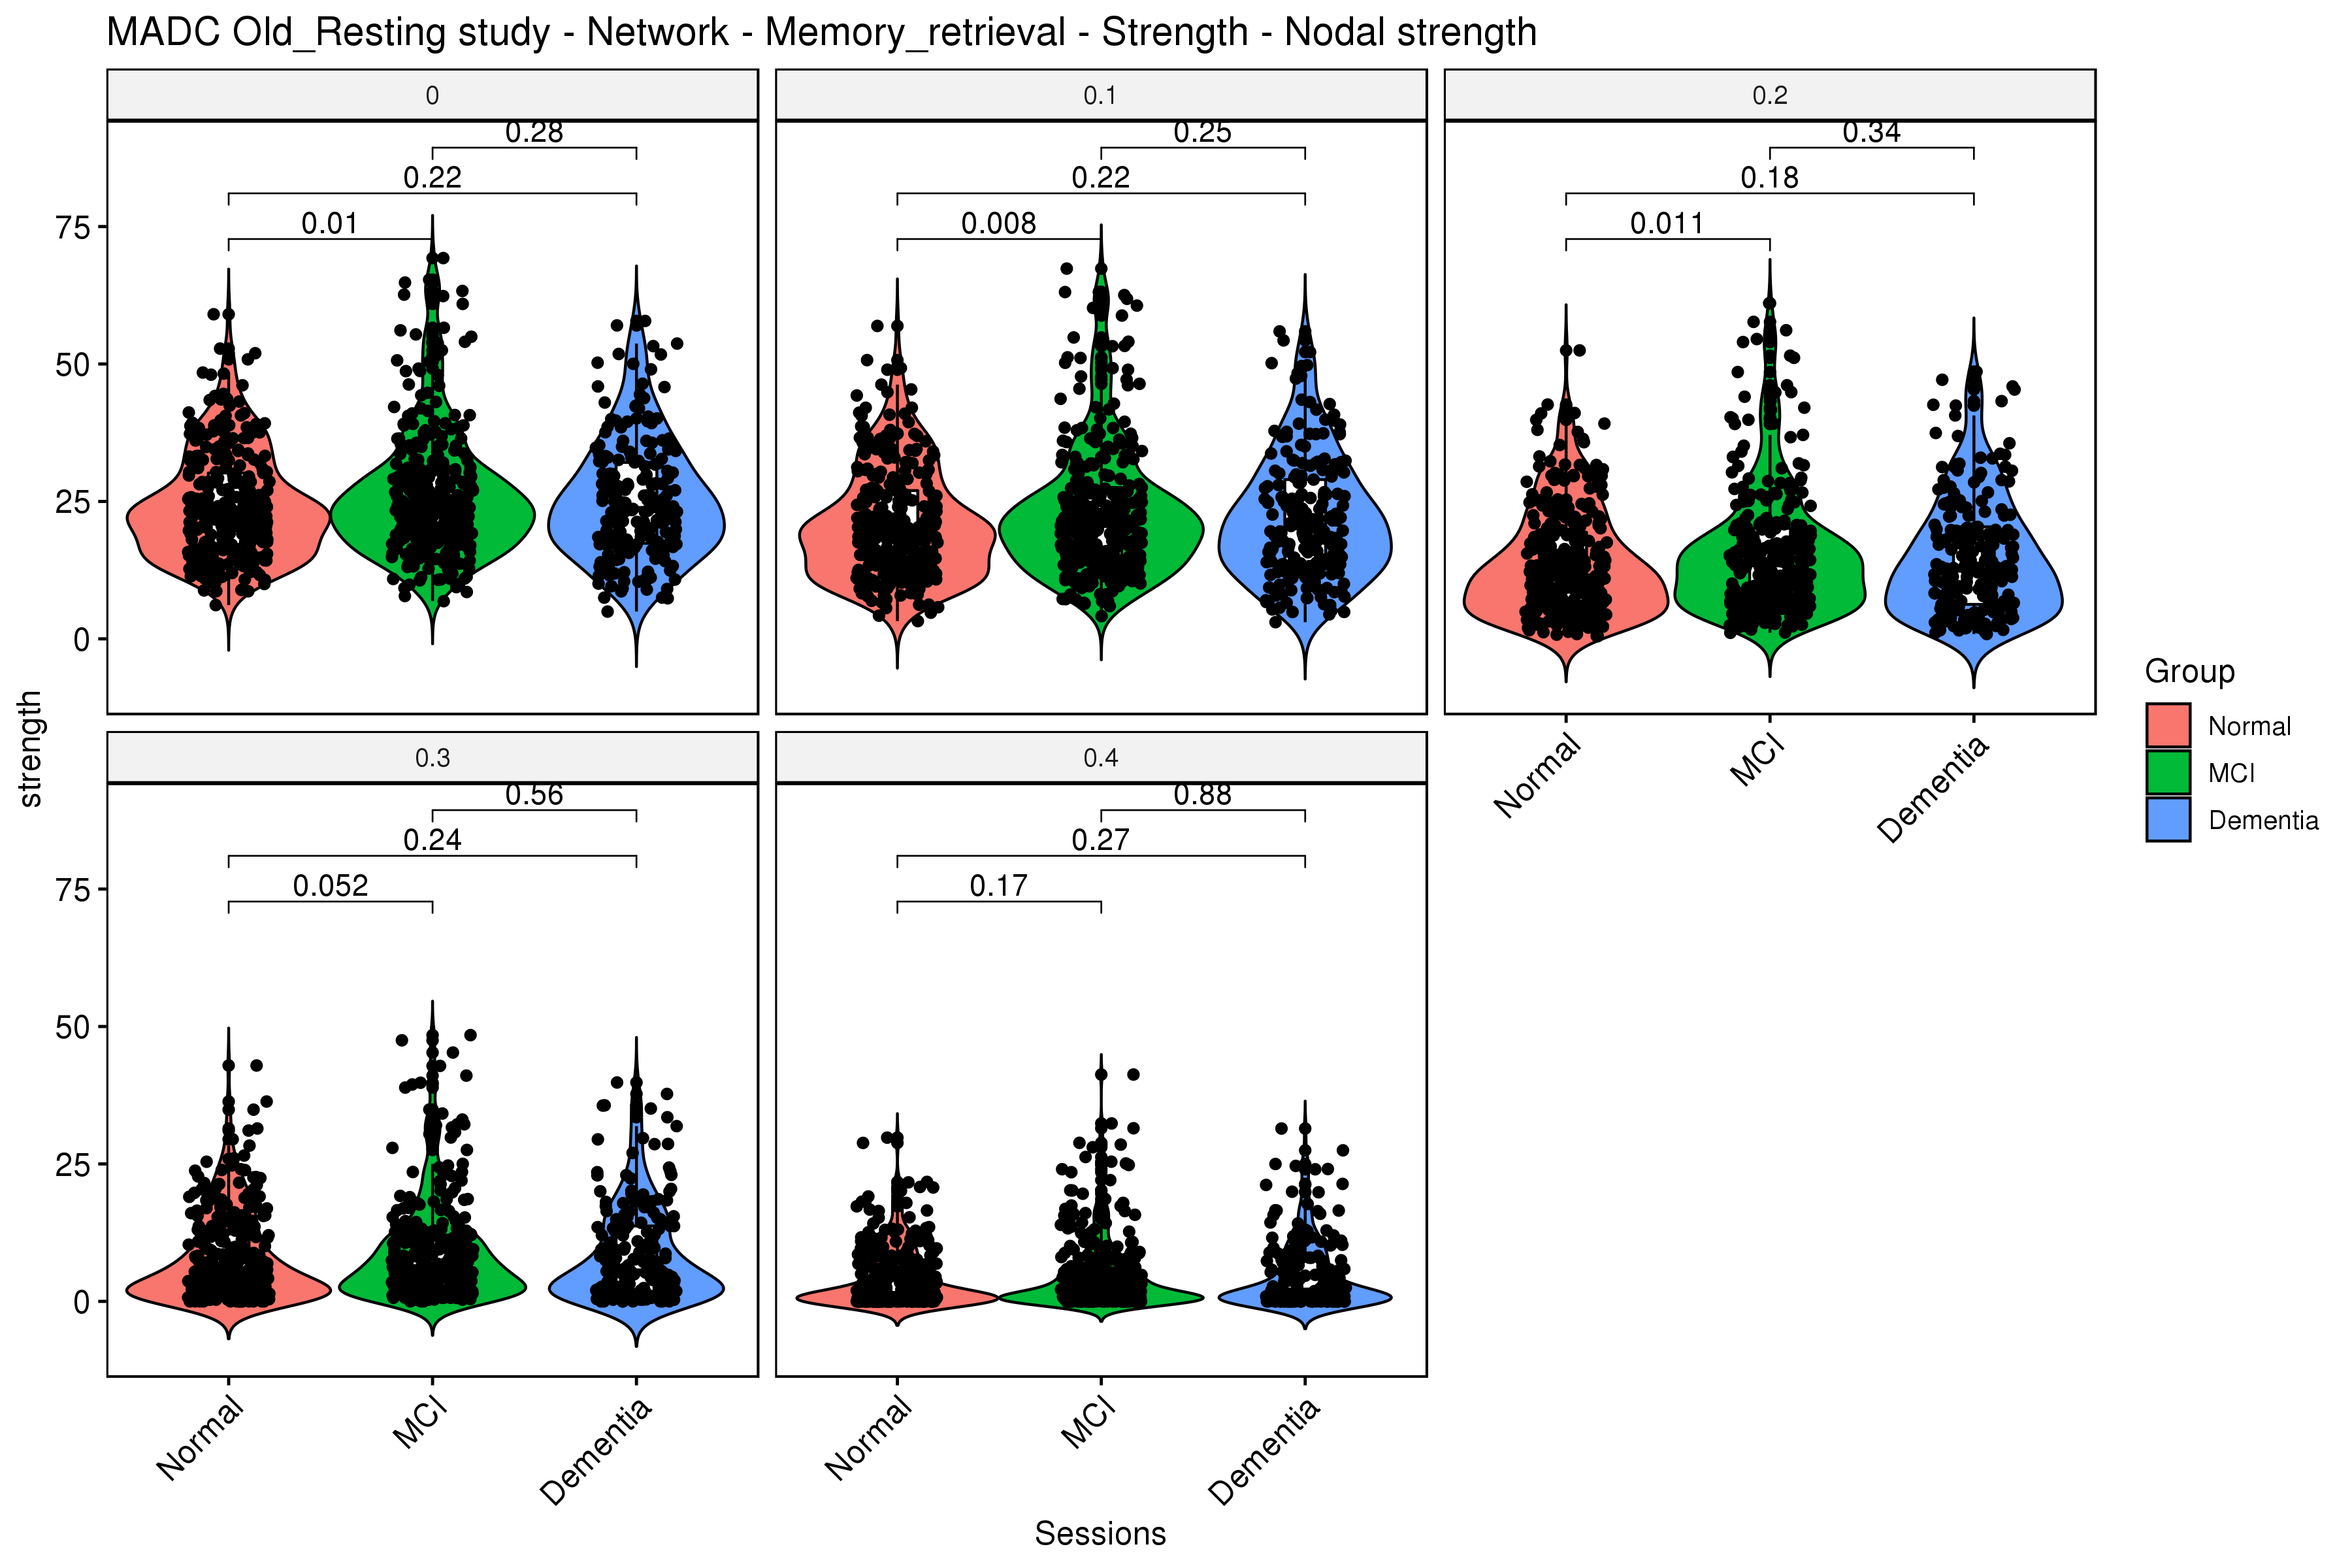 MADC Old_Resting study - Network - Memory_retrieval - Strength - Nodal strength
0
0.1
0.2
0.28
0.22
0.01
0.25
0.22
0.008
0.34
0.18
0.011
75
50
25
0
Normal
MCI
Dementia
strength
0.3
0.4
0.56
0.24
0.052
0.88
0.27
0.17
75
50
25
0
Normal
MCI
Dementia
Normal
MCI
Dementia
Sessions
Group
Normal
MCI
Dementia